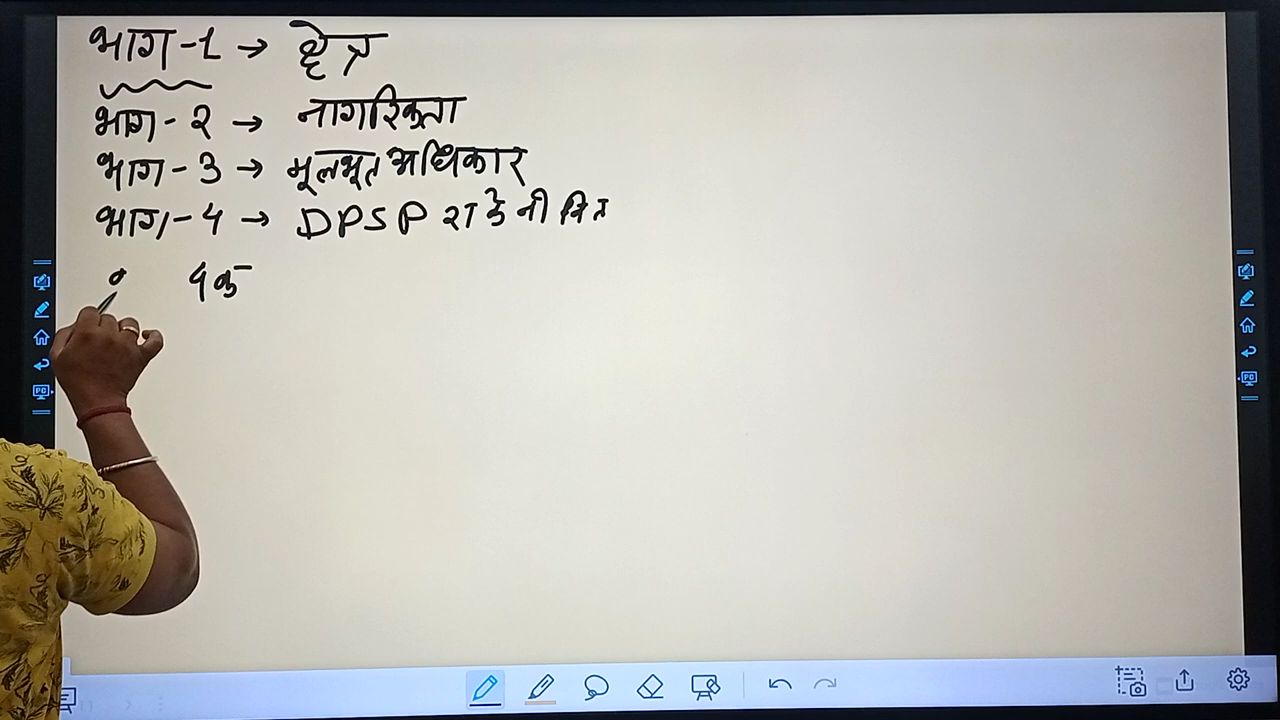 भाग-1 → क्षेत्र
भाग-2 → नागरिकता
भाग-3 → मूलभूत अधिकार
भाग-4 → DPSP रा के नी नि त
4क